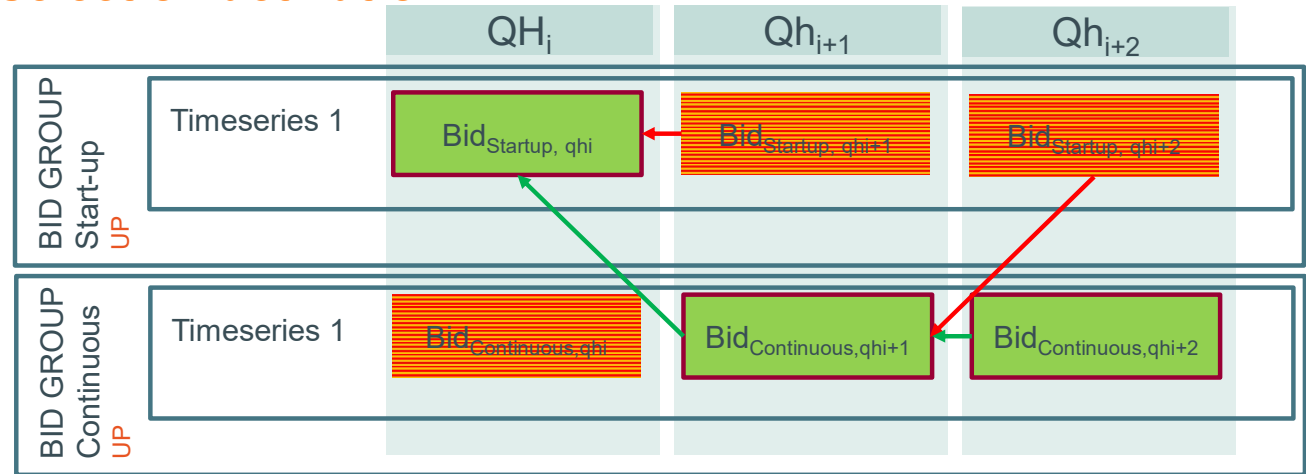 QHi Qhi+1 Qhi+2
BID GROUP
Start-up
UP
Timeseries 1
BidStartup, qhi BidStartup, qhi+1 BidStartup, qhi+2
BID GROUP
Continuous
UP
Timeseries 1
BidContinuous,qhi BidContinuous,qhi+1 BidContinuous,qhi+2